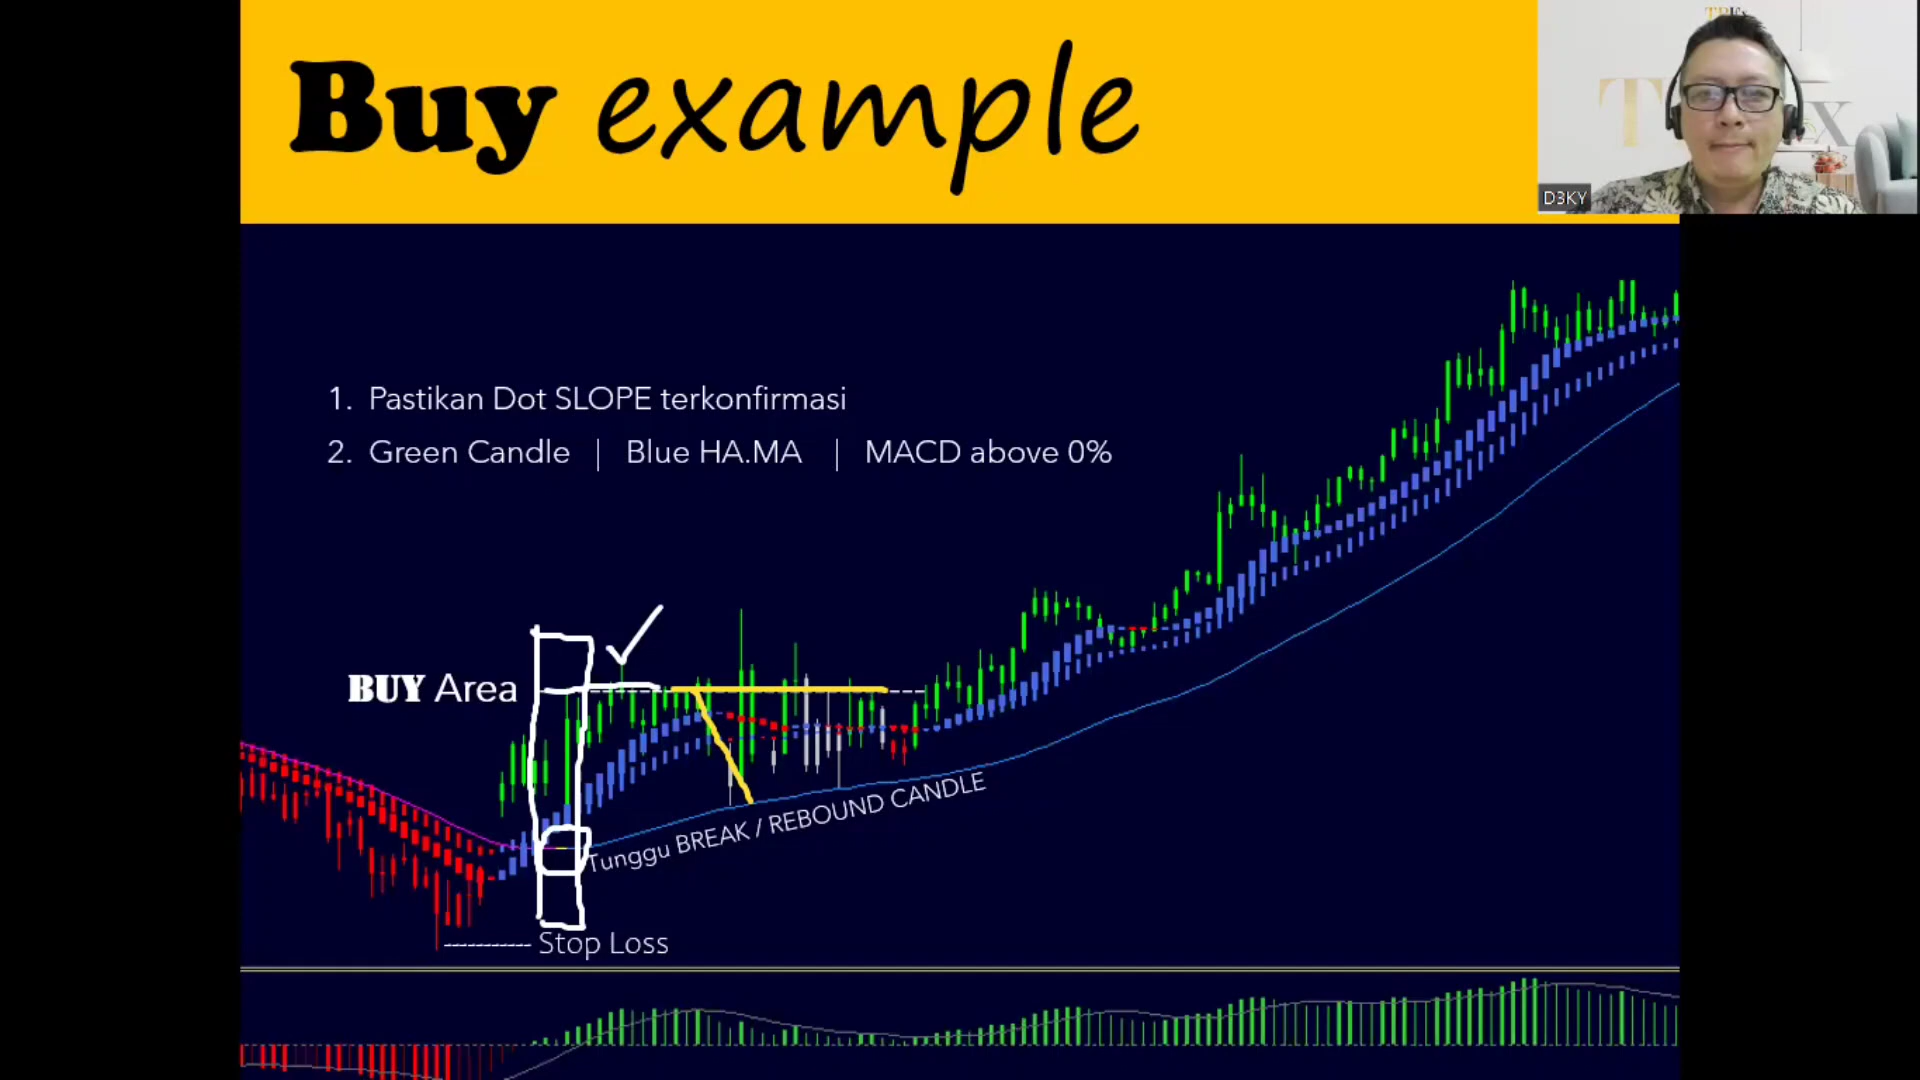 Buy example
D3KY
1. Pastikan Dot SLOPE terkonfirmasi
2. Green Candle | Blue HA.MA | MACD above 0%
BUY Area
Tunggu BREAK / REBOUND CANDLE
Stop Loss